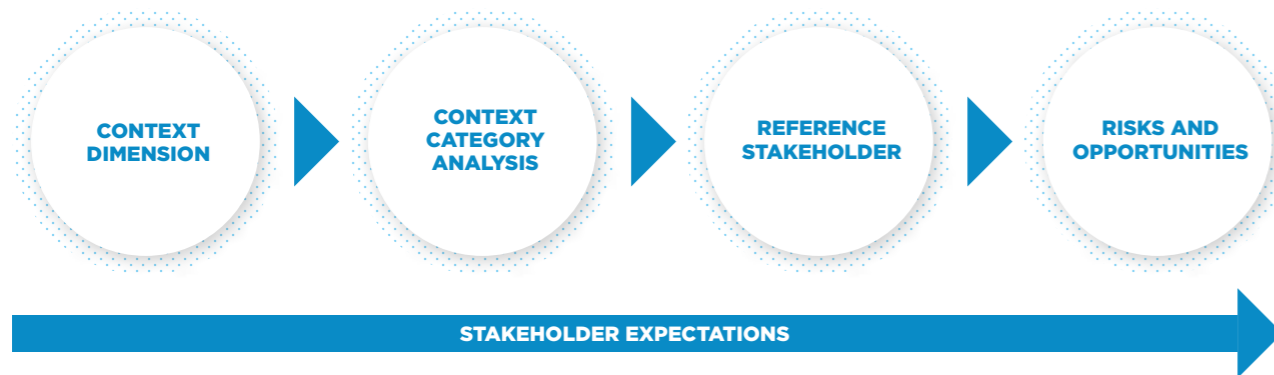 CONTEXT
DIMENSION
CONTEXT
CATEGORY
ANALYSIS
REFERENCE
STAKEHOLDER
RISKS AND
OPPORTUNITIES
STAKEHOLDER EXPECTATIONS